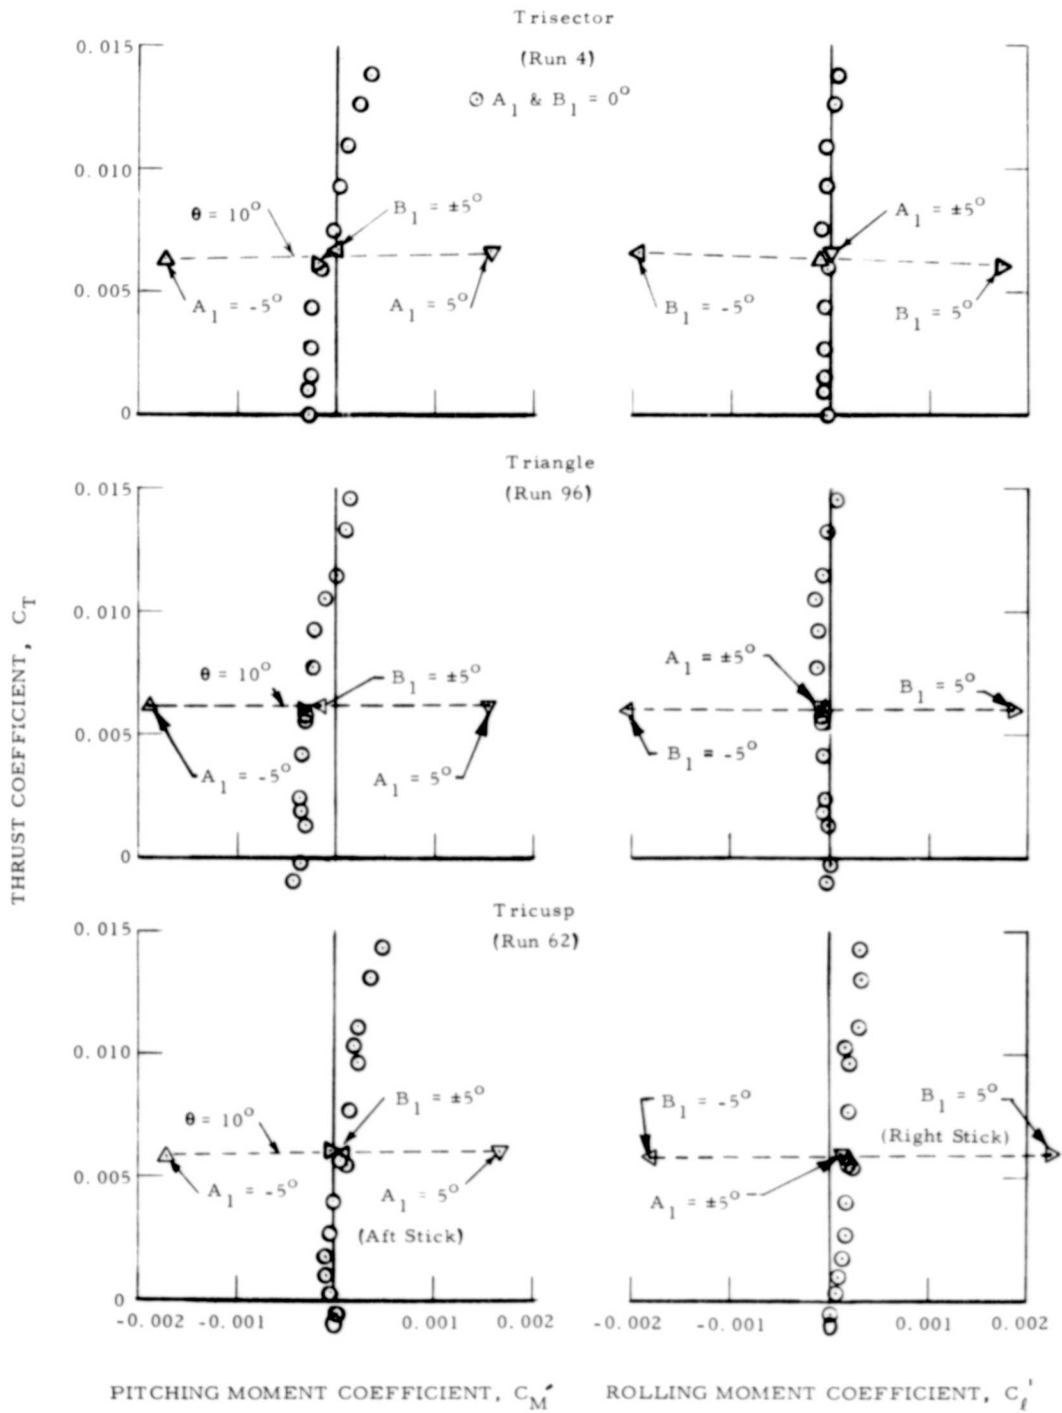 Trisector
(Run 4)
A1 & B1 = 0°
0.015
0.010
0.005
0
θ = 10°
B1 = ±5°
A1 = -5°
A1 = 5°
A1 = ±5°
B1 = -5°
B1 = 5°
Triangle
(Run 96)
0.015
0.010
0.005
0
θ = 10°
B1 = ±5°
A1 = -5°
A1 = 5°
A1 = ±5°
B1 = 5°
B1 = -5°
THRUST COEFFICIENT, CT
Tricusp
(Run 62)
0.015
0.010
0.005
0
θ = 10°
B1 = ±5°
A1 = -5°
A1 = 5°
(Aft Stick)
B1 = -5°
B1 = 5°
(Right Stick)
A1 = ±5°
-0.002 -0.001 0.001 0.002
-0.002 -0.001 0.001 0.002
PITCHING MOMENT COEFFICIENT, CM'
ROLLING MOMENT COEFFICIENT, Cℓ'